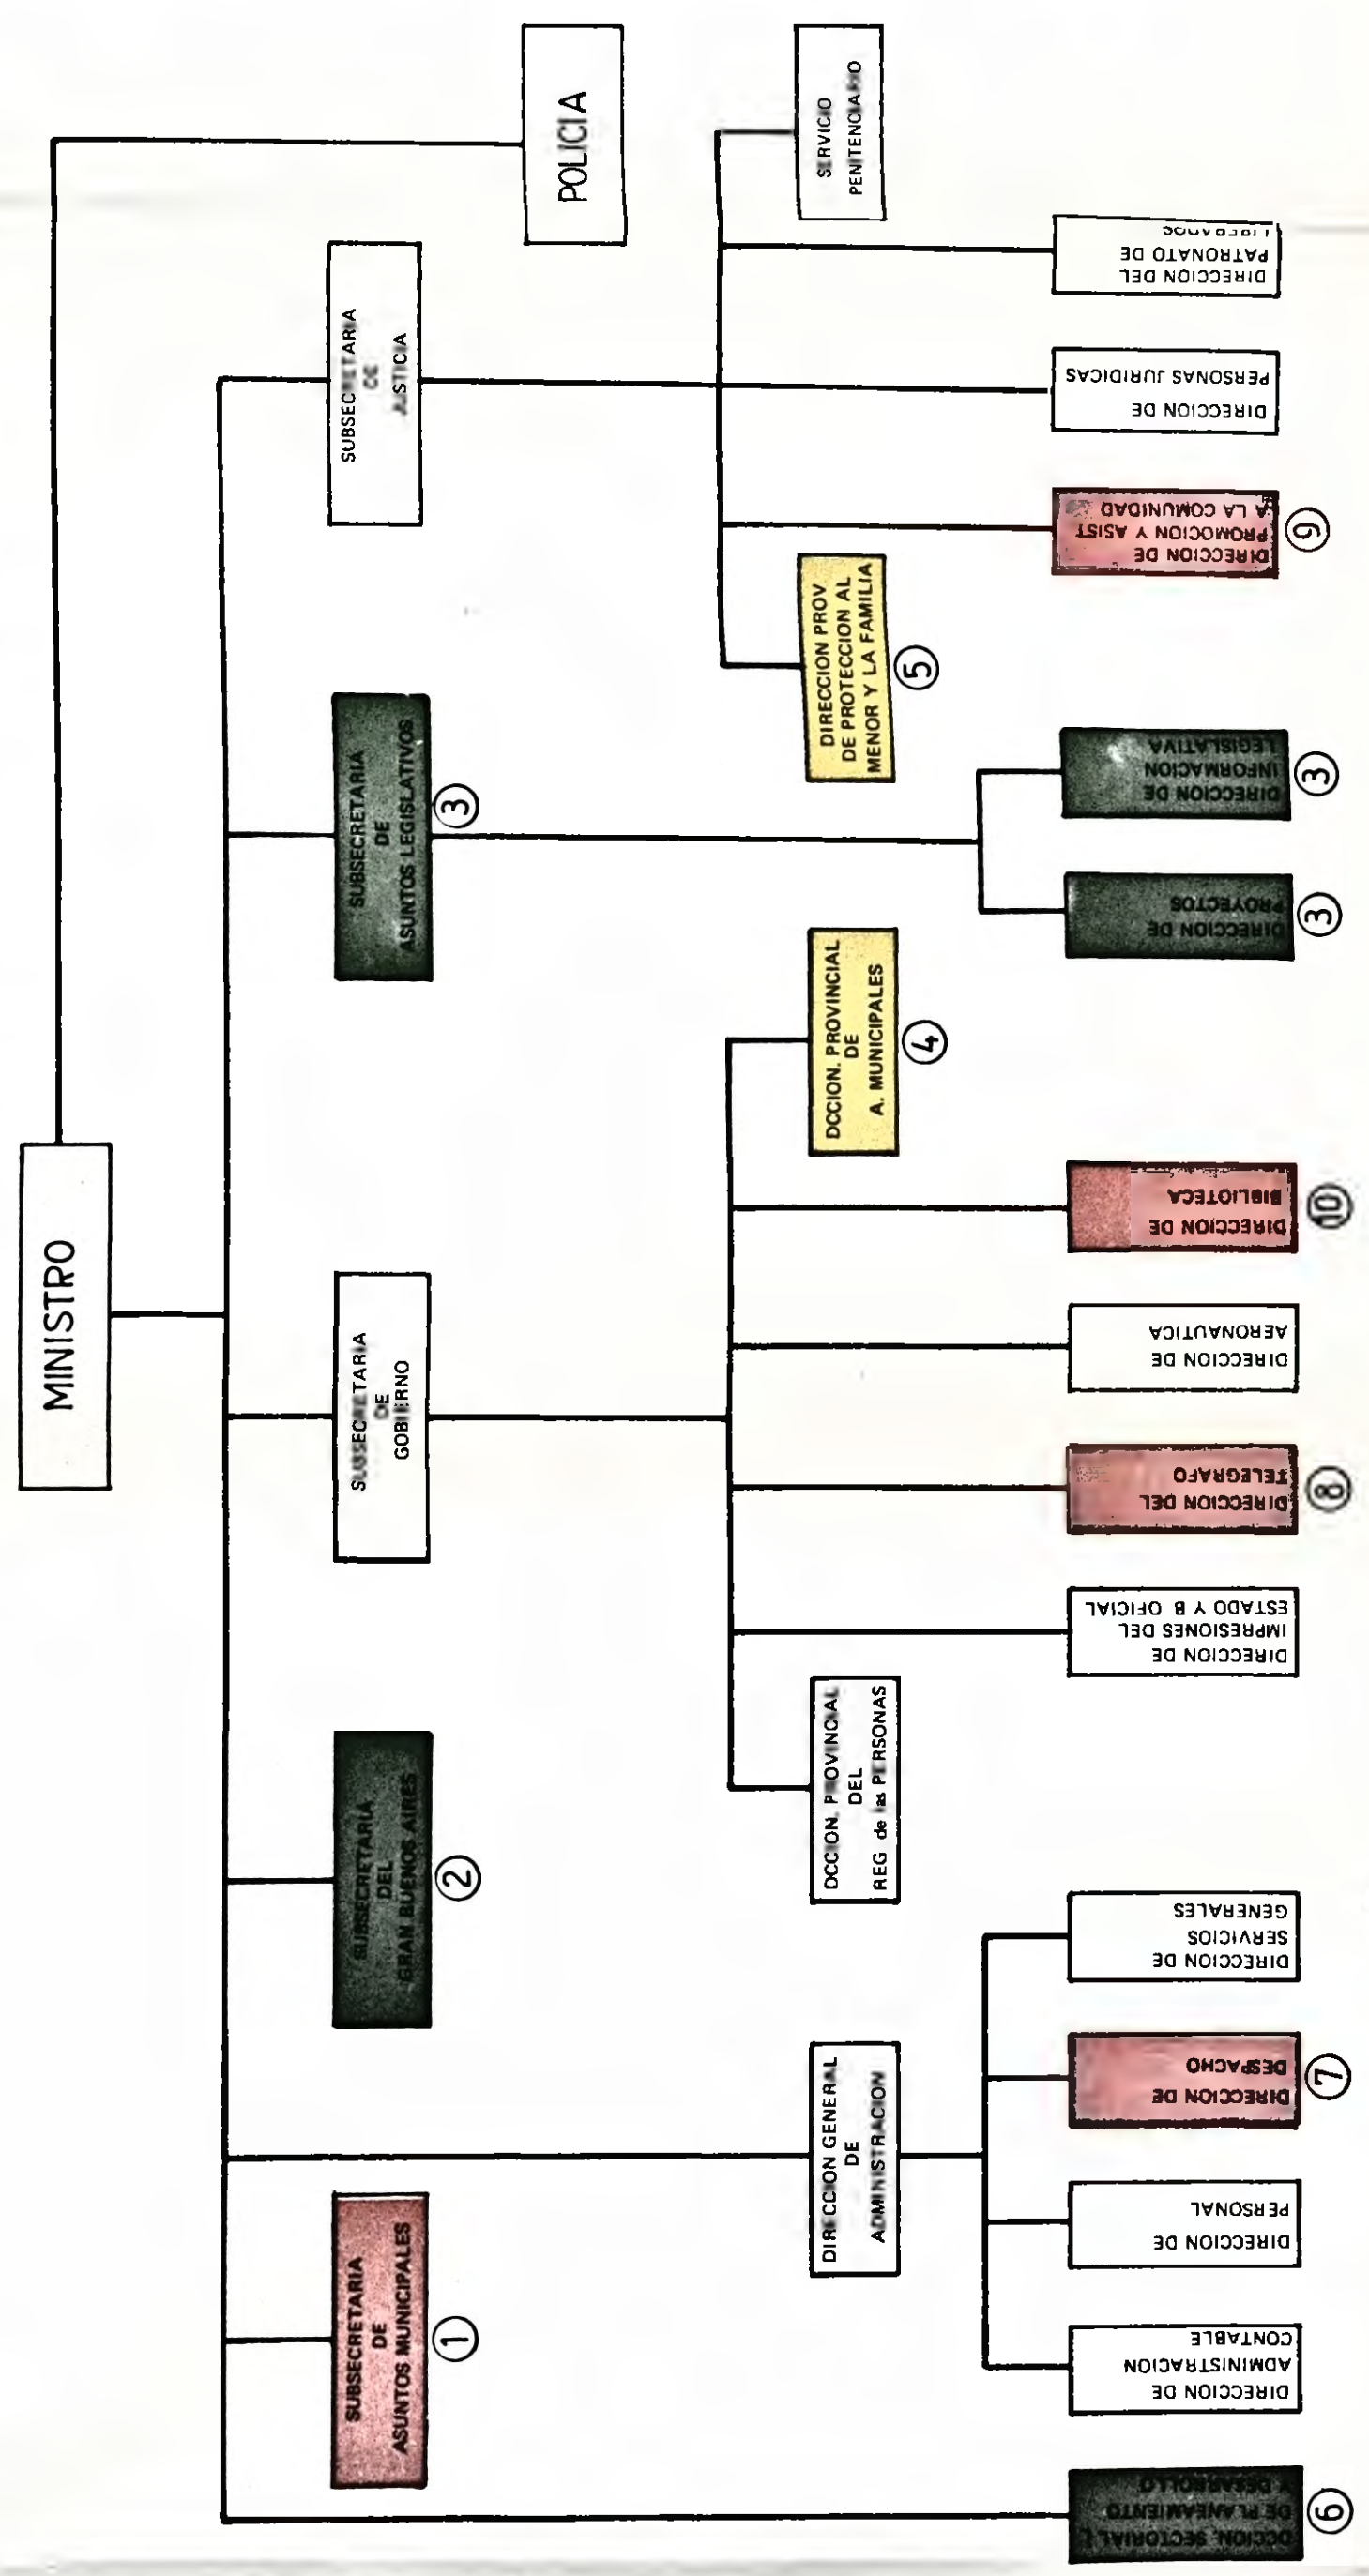 MINISTRO
POLICIA
SUBSECRETARIA
DE
ASUNTOS MUNICIPALES
1
SUBSECRETARIA
DEL
GRAN BUENOS AIRES
2
SUBSECRETARIA
DE
GOBIERNO
SUBSECRETARIA
DE
ASUNTOS LEGISLATIVOS
3
SUBSECRETARIA
DE
JUSTICIA
DIRECCION GENERAL
DE
ADMINISTRACION
DCCION. PROVINCIAL
DEL
REG de las PERSONAS
DCCION. PROVINCIAL
DE
A. MUNICIPALES
4
DIRECCION PROV
DE PROTECCION AL
MENOR Y LA FAMILIA
5
SERVICIO
PENITENCIARIO
DCCION SECTORIAL
DE PLANEAMIENTO
Y DESARROLLO
6
DIRECCION DE
ADMINISTRACION
CONTABLE
DIRECCION DE
PERSONAL
DIRECCION DE
DESPACHO
7
DIRECCION DE
SERVICIOS
GENERALES
DIRECCION DE
IMPRESIONES DEL
ESTADO Y B OFICIAL
DIRECCION DEL
TELEGRAFO
8
DIRECCION DE
AERONAUTICA
DIRECCION DE
BIBLIOTECA
10
DIRECCION DE
PROYECTOS
3
DIRECCION DE
INFORMACION
LEGISLATIVA
3
DIRECCION DE
PROMOCION Y ASIST
A LA COMUNIDAD
9
DIRECCION DE
PERSONAS JURIDICAS
DIRECCION DEL
PATRONATO DE
LIBERADOS